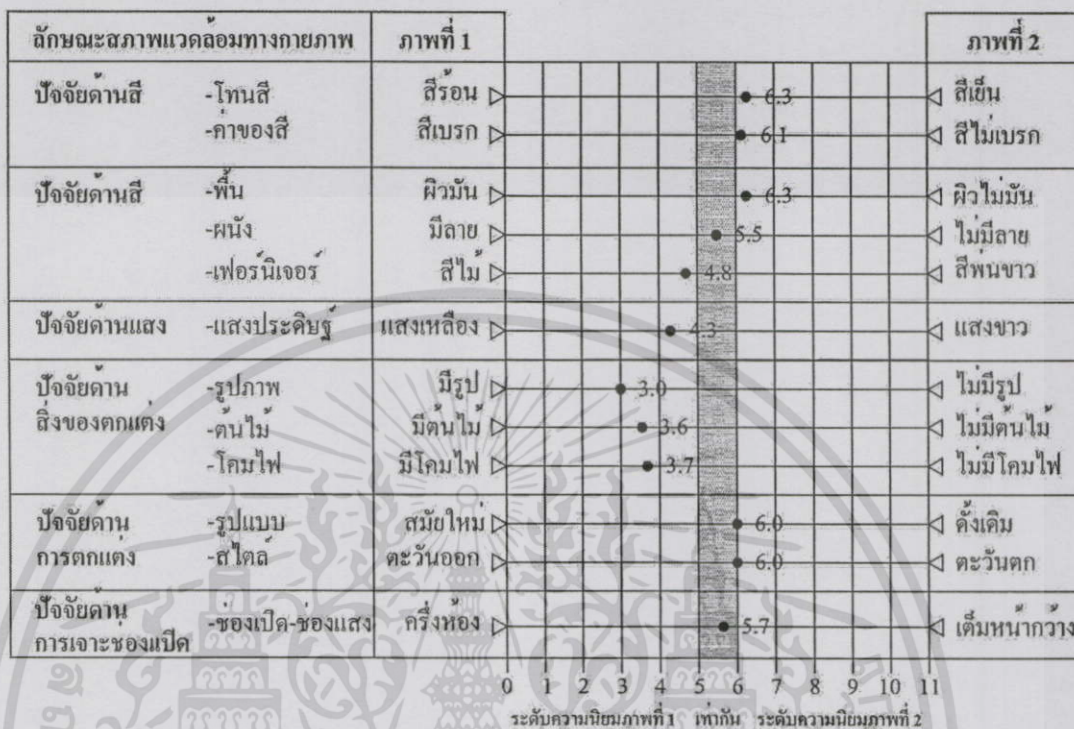 ลักษณะสภาพแวดล้อมทางกายภาพ ภาพที่ 1 ภาพที่ 2
0 1 2 3 4 5 6 7 8 9 10 11
ปัจจัยด้านสี -โทนสี สีร้อน 6.3 สีเย็น
-ค่าของสี สีเบรก 6.1 สีไม่เบรก
ปัจจัยด้านสี -พื้น ผิวมัน 6.3 ผิวไม่มัน
-ผนัง มีลาย 5.5 ไม่มีลาย
-เฟอร์นิเจอร์ สีไม้ 4.8 สีพ่นขาว
ปัจจัยด้านแสง -แสงประดิษฐ์ แสงเหลือง 4.3 แสงขาว
ปัจจัยด้าน -รูปภาพ มีรูป 3.0 ไม่มีรูป
สิ่งของตกแต่ง -ต้นไม้ มีต้นไม้ 3.6 ไม่มีต้นไม้
-โคมไฟ มีโคมไฟ 3.7 ไม่มีโคมไฟ
ปัจจัยด้าน -รูปแบบ สมัยใหม่ 6.0 ดั้งเดิม
การตกแต่ง -สไตล์ ตะวันออก 6.0 ตะวันตก
ปัจจัยด้าน -ช่องเปิด-ช่องแสง ครึ่งห้อง 5.7 เต็มหน้ากว้าง
การเจาะช่องเปิด
0 1 2 3 4 5 6 7 8 9 10 11
ระดับความนิยมภาพที่ 1 เท่ากัน ระดับความนิยมภาพที่ 2